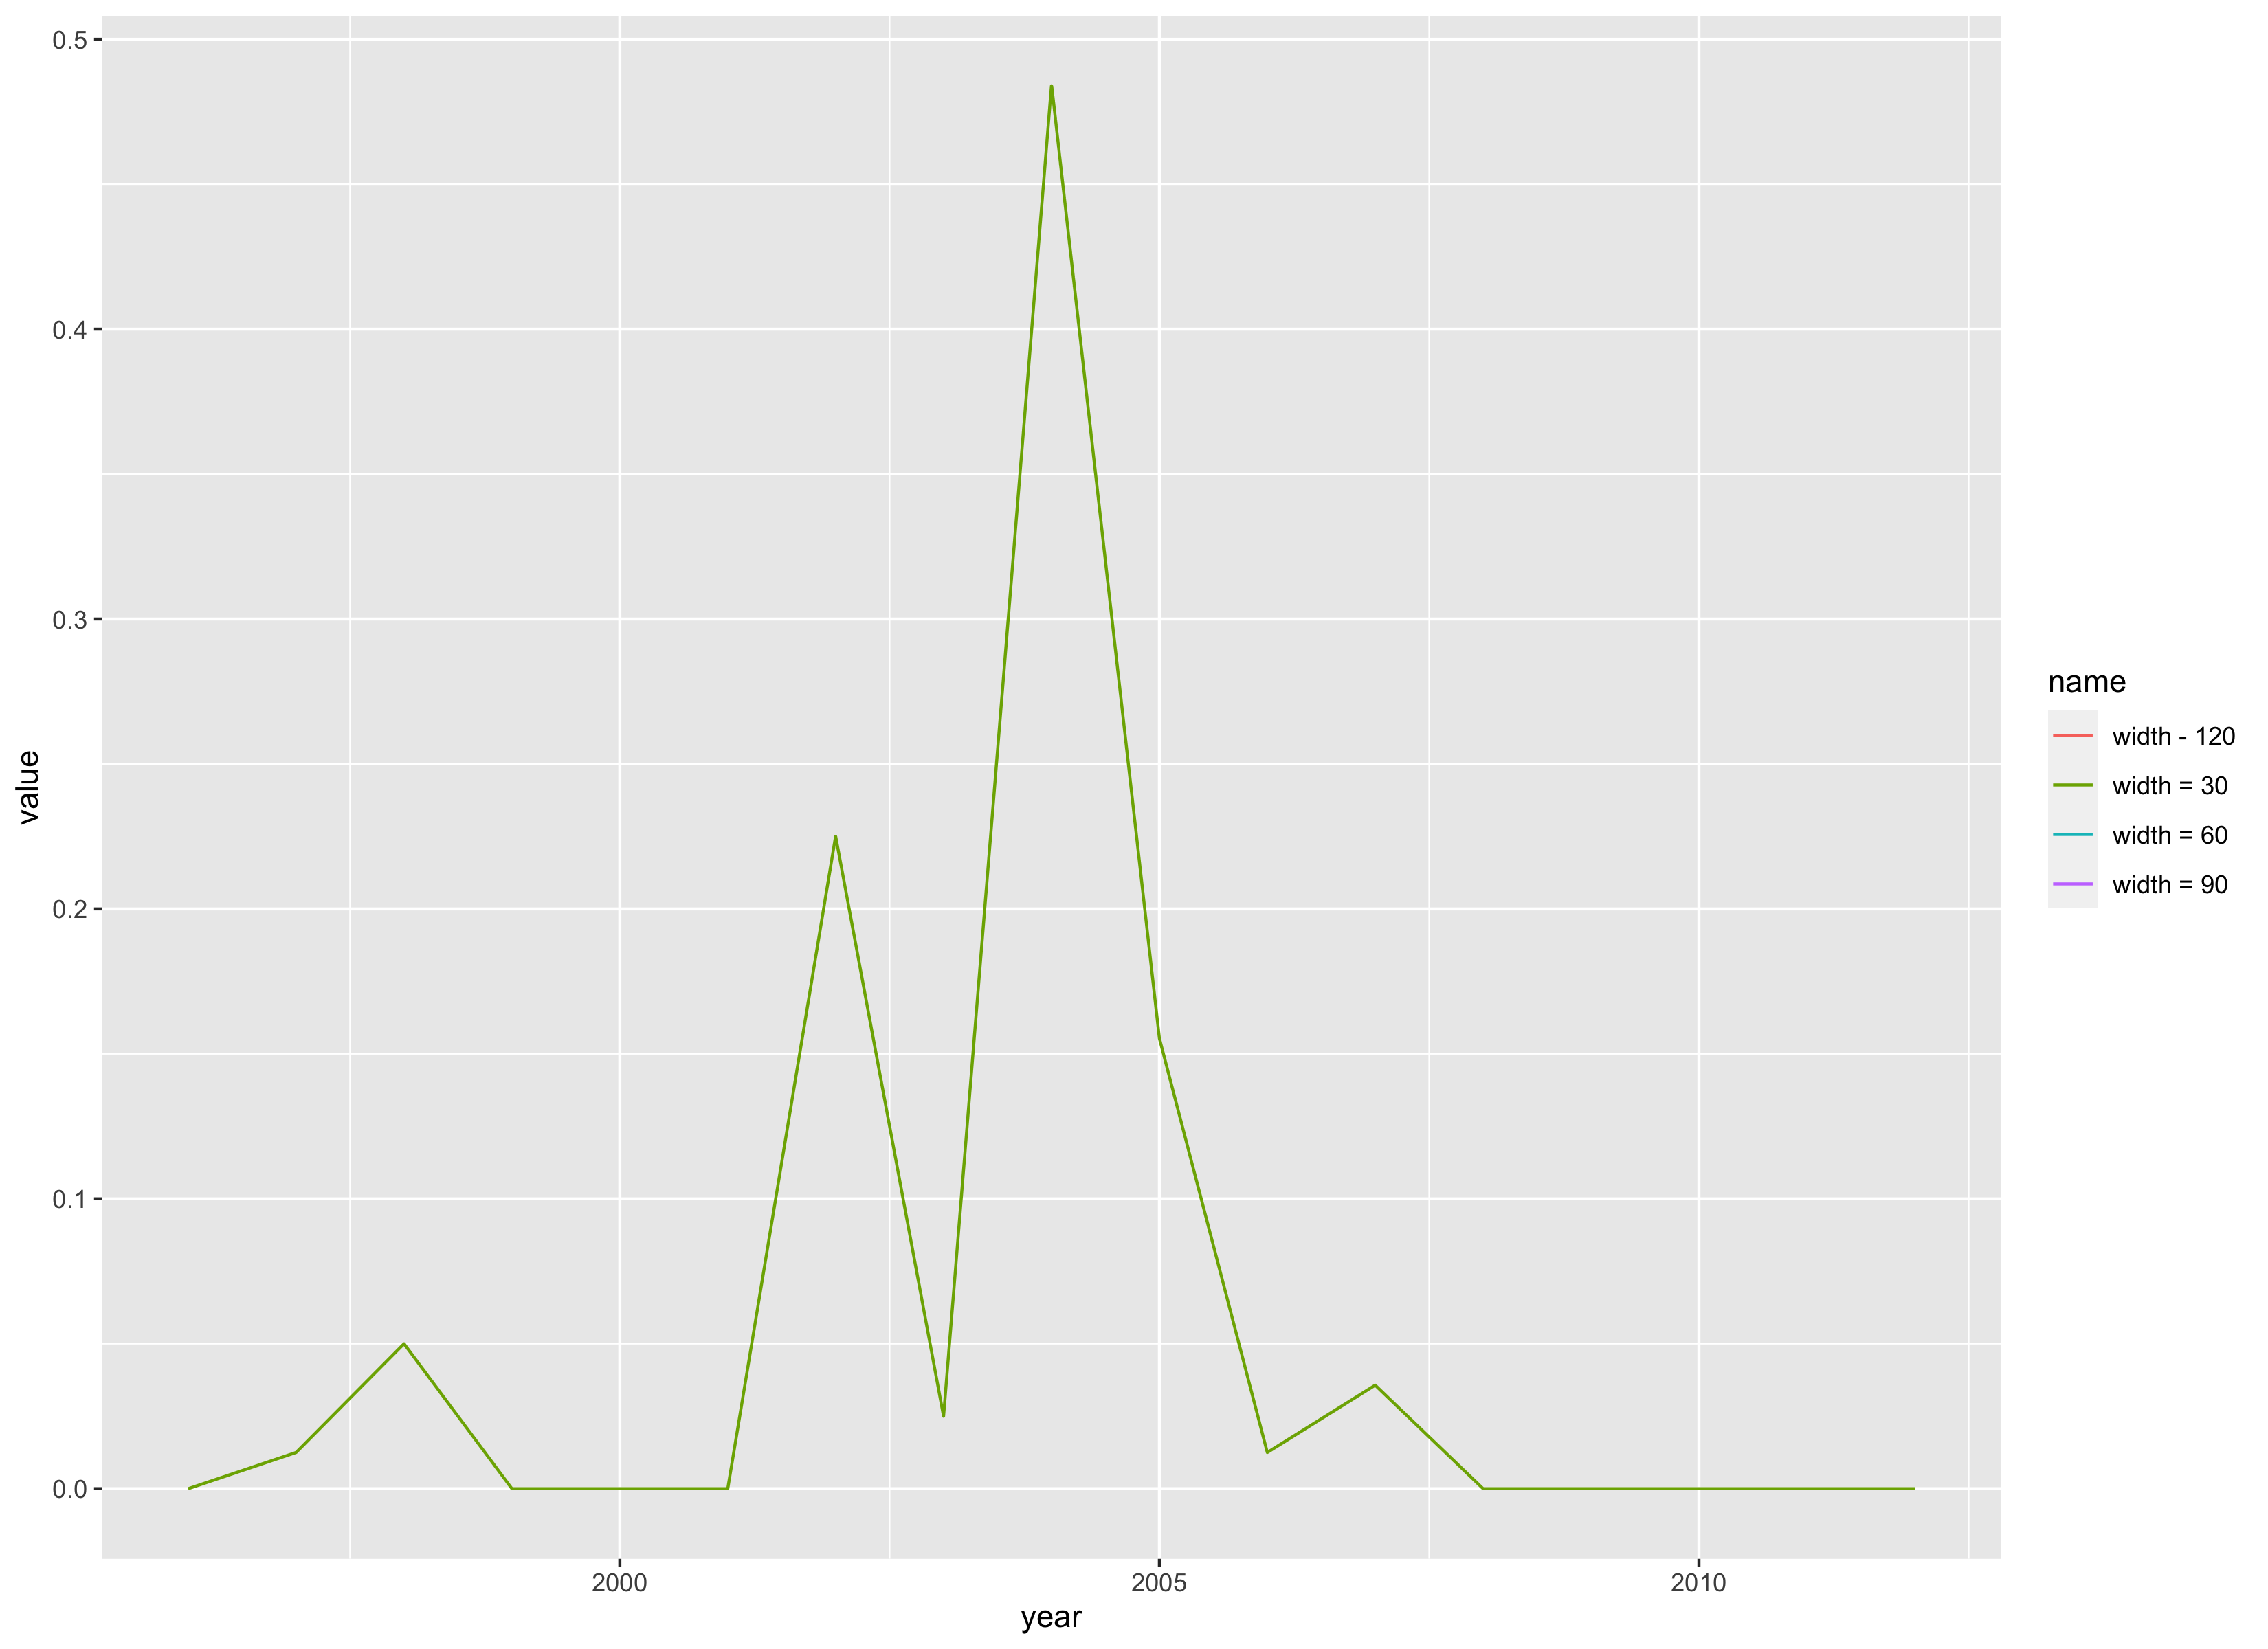 0.5
0.4
0.3
0.2
0.1
0.0
value
2000
2005
2010
year
name
width - 120
width = 30
width = 60
width = 90